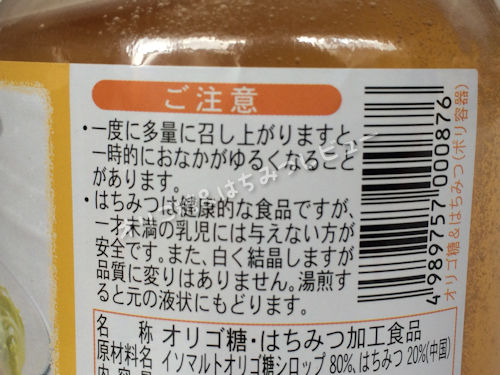 ご注意
・一度に多量に召し上がりますと、
一時的におなかがゆるくなること
があります。
・はちみつは健康的な食品ですが、
一才未満の乳児には与えない方が
安全です。また、白く結晶しますが
品質に変りはありません。湯煎す
ると元の液状にもどります。
名 称 オリゴ糖・はちみつ加工食品
原材料名 イソマルトオリゴ糖シロップ 80%、はちみつ 20%(中国)
内容量
4 989757 000876
オリゴ糖&はちみつ(ポリ容器)